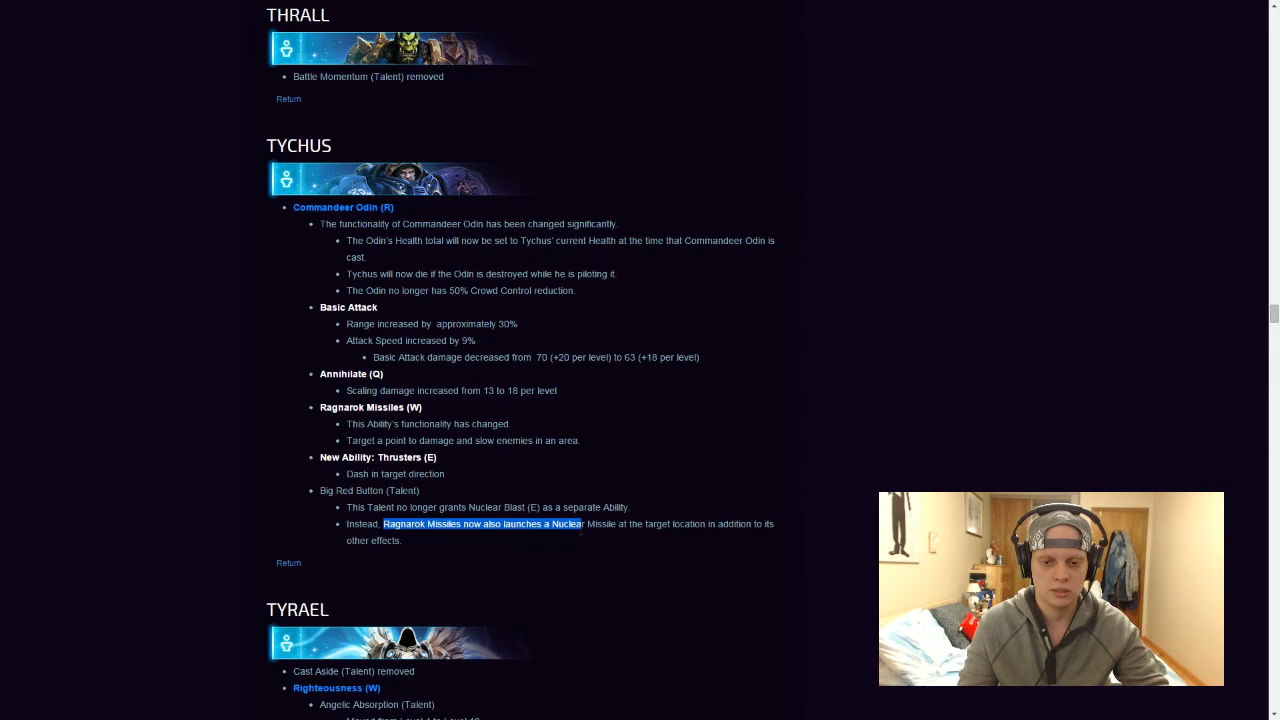 THRALL
Battle Momentum (Talent) removed
Return
TYCHUS
Commandeer Odin (R)
The functionality of Commandeer Odin has been changed significantly.
The Odin's Health total will now be set to Tychus' current Health at the time that Commandeer Odin is
cast.
Tychus will now die if the Odin is destroyed while he is piloting it.
The Odin no longer has 50% Crowd Control reduction.
Basic Attack
Range increased by approximately 30%
Attack Speed increased by 9%
Basic Attack damage decreased from 70 (+20 per level) to 63 (+18 per level)
Annihilate (Q)
Scaling damage increased from 13 to 18 per level
Ragnarok Missiles (W)
This Ability's functionality has changed.
Target a point to damage and slow enemies in an area.
New Ability: Thrusters (E)
Dash in target direction
Big Red Button (Talent)
This Talent no longer grants Nuclear Blast (E) as a separate Ability.
Instead, Ragnarok Missiles now also launches a Nuclear Missile at the target location in addition to its
other effects.
Return
TYRAEL
Cast Aside (Talent) removed
Righteousness (W)
Angelic Absorption (Talent)